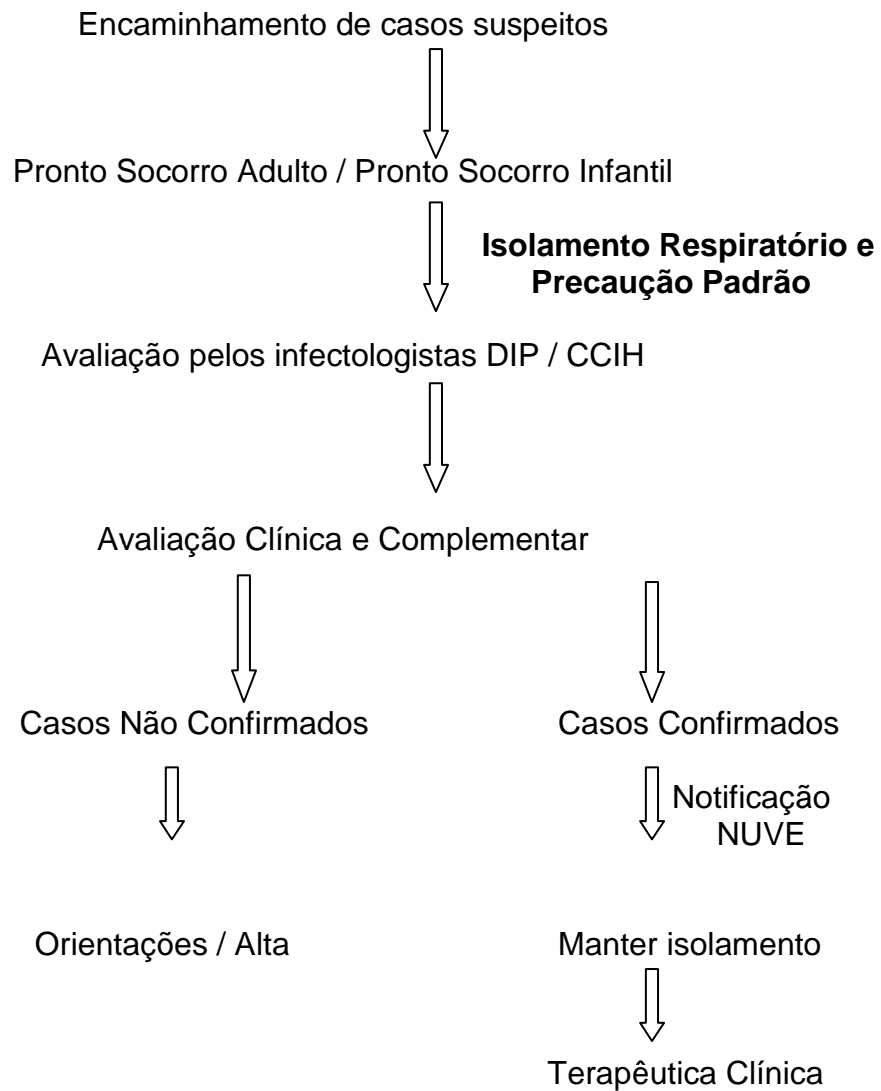 Encaminhamento de casos suspeitos
Pronto Socorro Adulto / Pronto Socorro Infantil
Isolamento Respiratório e
Precaução Padrão
Avaliação pelos infectologistas DIP / CCIH
Avaliação Clínica e Complementar
Casos Não Confirmados
Casos Confirmados
Notificação
NUVE
Orientações / Alta
Manter isolamento
Terapêutica Clínica